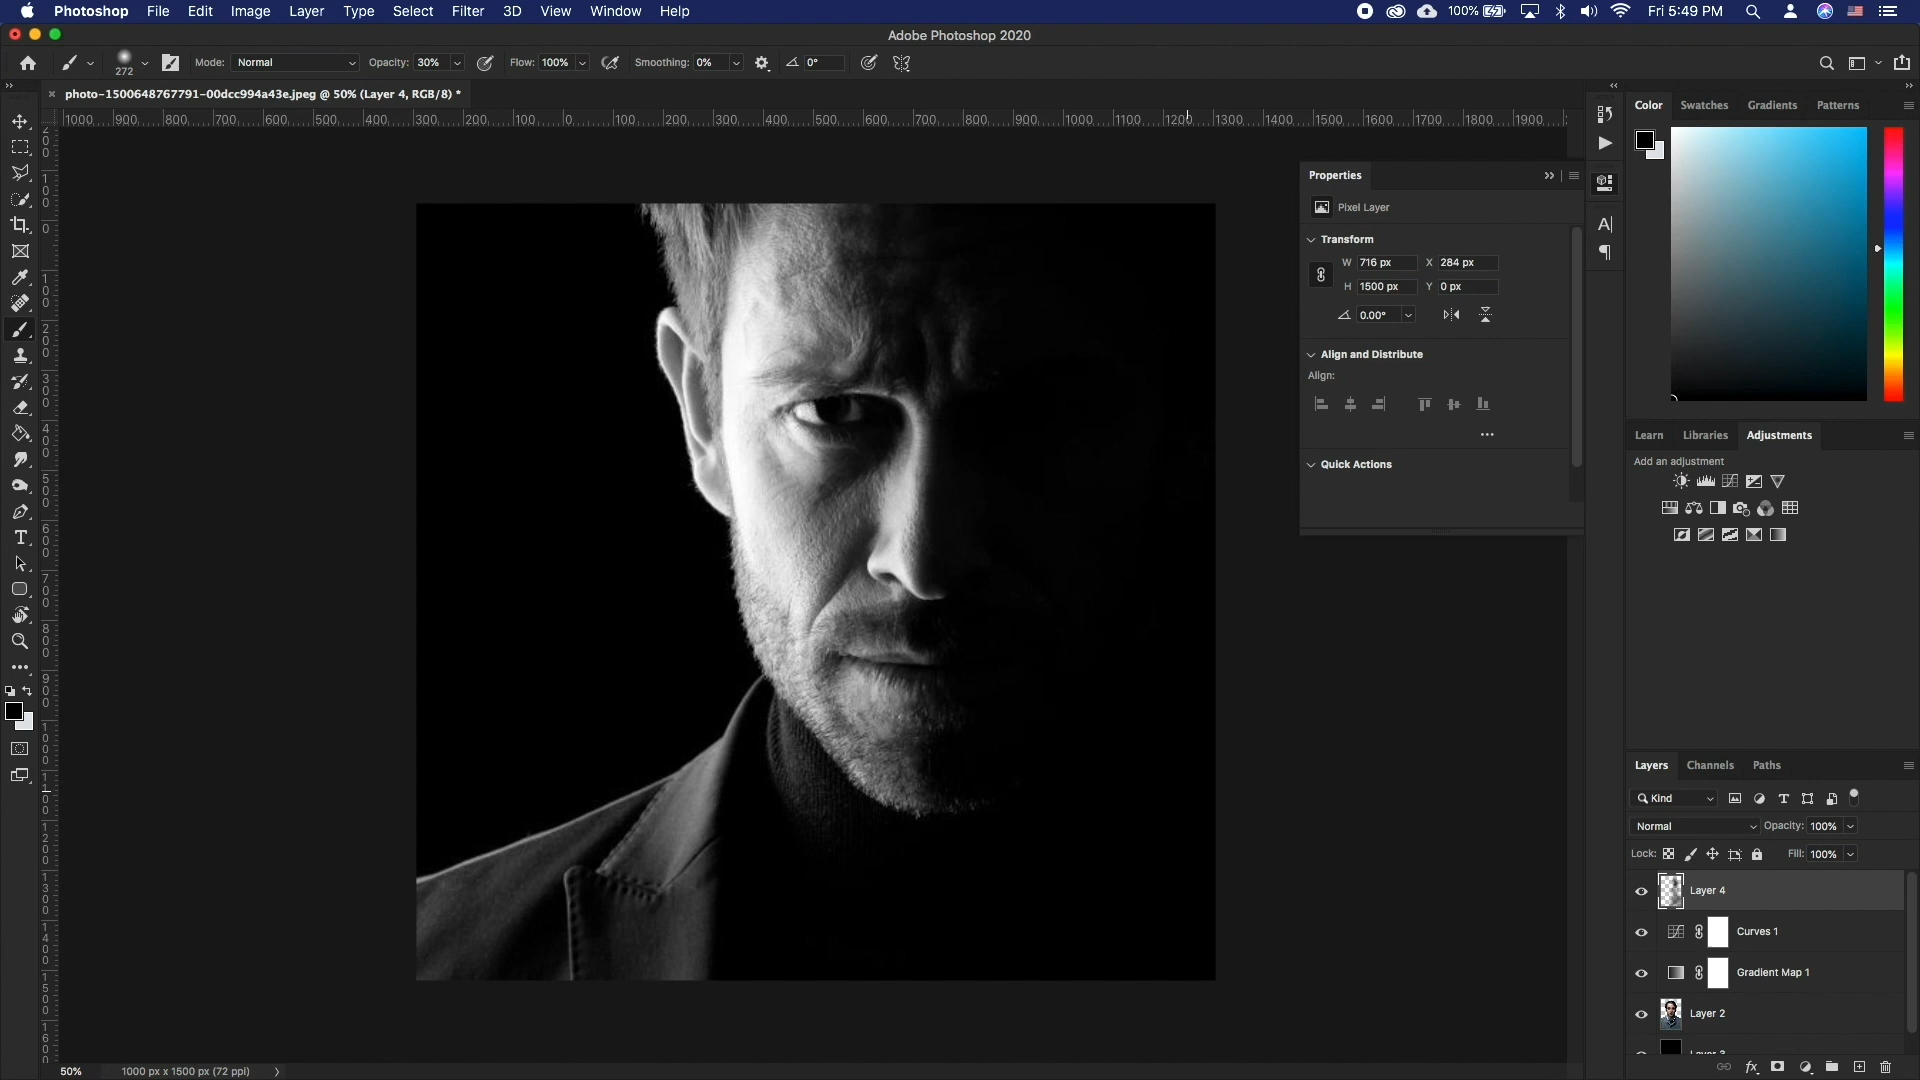 Photoshop File Edit Image Layer Type Select Filter 3D View Window Help 100% Fri 5:49 PM
Adobe Photoshop 2020
272 Mode: Normal Opacity: 30% Flow: 100% Smoothing: 0% 0°
photo-1500648767791-00dcc994a43e.jpeg @ 50% (Layer 4, RGB/8) *
1000 900 800 700 600 500 400 300 200 100 0 100 200 300 400 500 600 700 800 900 1000 1100 1200 1300 1400 1500 1600 1700 1800 1900
Color Swatches Gradients Patterns
Properties
Pixel Layer
Transform
W 716 px X 284 px
H 1500 px Y 0 px
0.00°
Align and Distribute
Align:
Quick Actions
Learn Libraries Adjustments
Add an adjustment
Layers Channels Paths
Kind
Normal Opacity: 100%
Lock: Fill: 100%
Layer 4
Curves 1
Gradient Map 1
Layer 2
50% 1000 px x 1500 px (72 ppi)